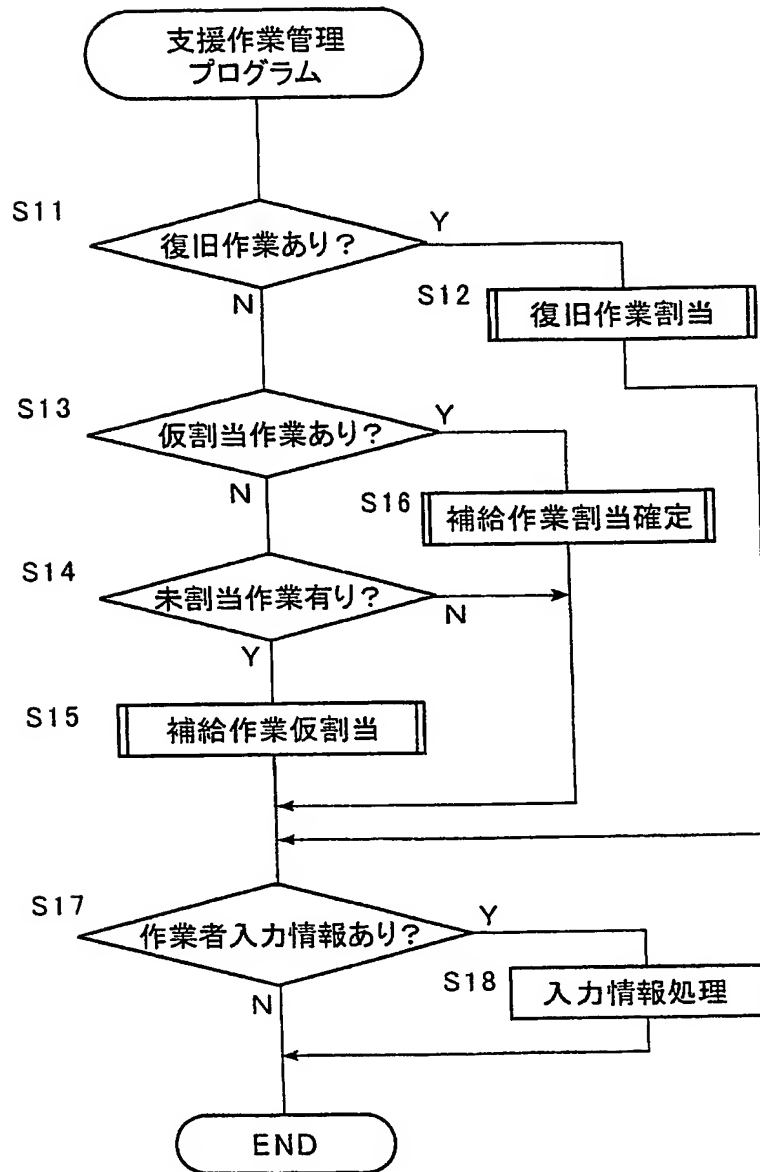 支援作業管理
プログラム
S11
復旧作業あり？
Y
N
S12
復旧作業割当
S13
仮割当作業あり？
Y
N
S16
補給作業割当確定
S14
未割当作業有り？
N
Y
S15
補給作業仮割当
S17
作業者入力情報あり？
Y
N
S18
入力情報処理
END